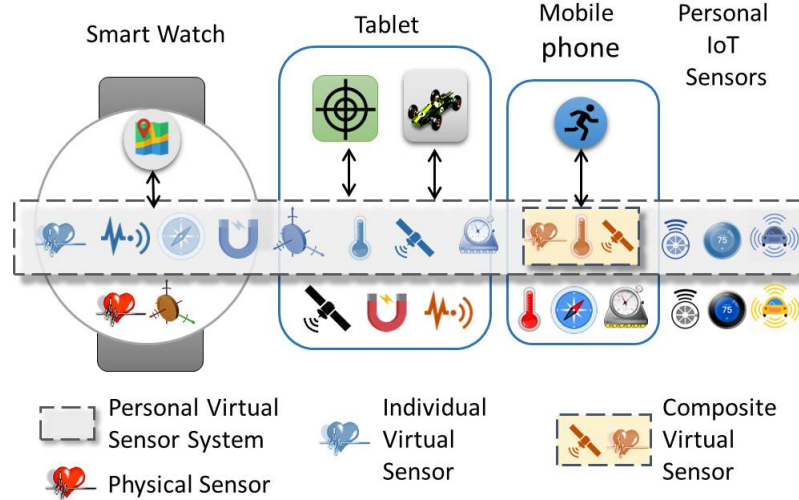 Smart Watch
Tablet
Mobile
phone
Personal
IoT
Sensors
75
75
Personal Virtual
Sensor System
Physical Sensor
Individual
Virtual
Sensor
Composite
Virtual
Sensor